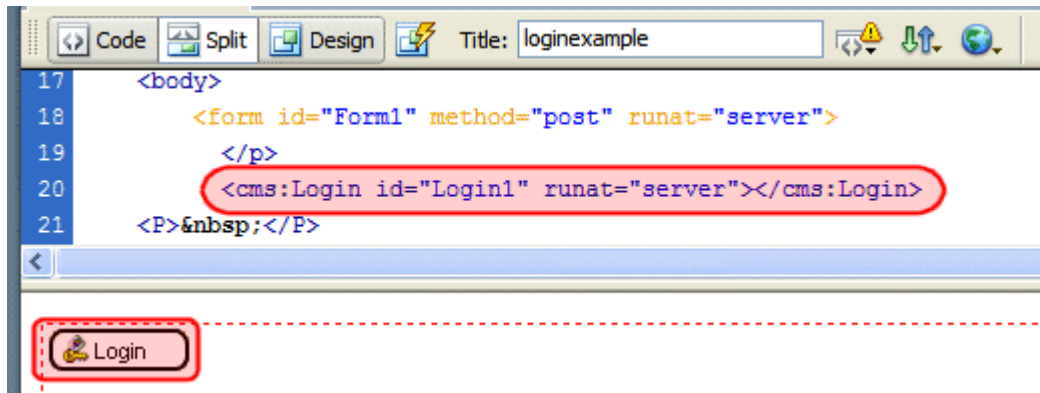 Code Split Design Title: loginexample
17 <body>
18 <form id="Form1" method="post" runat="server">
19 </p>
20 <cms:Login id="Login1" runat="server"></cms:Login>
21 <P>&nbsp;</P>
Login